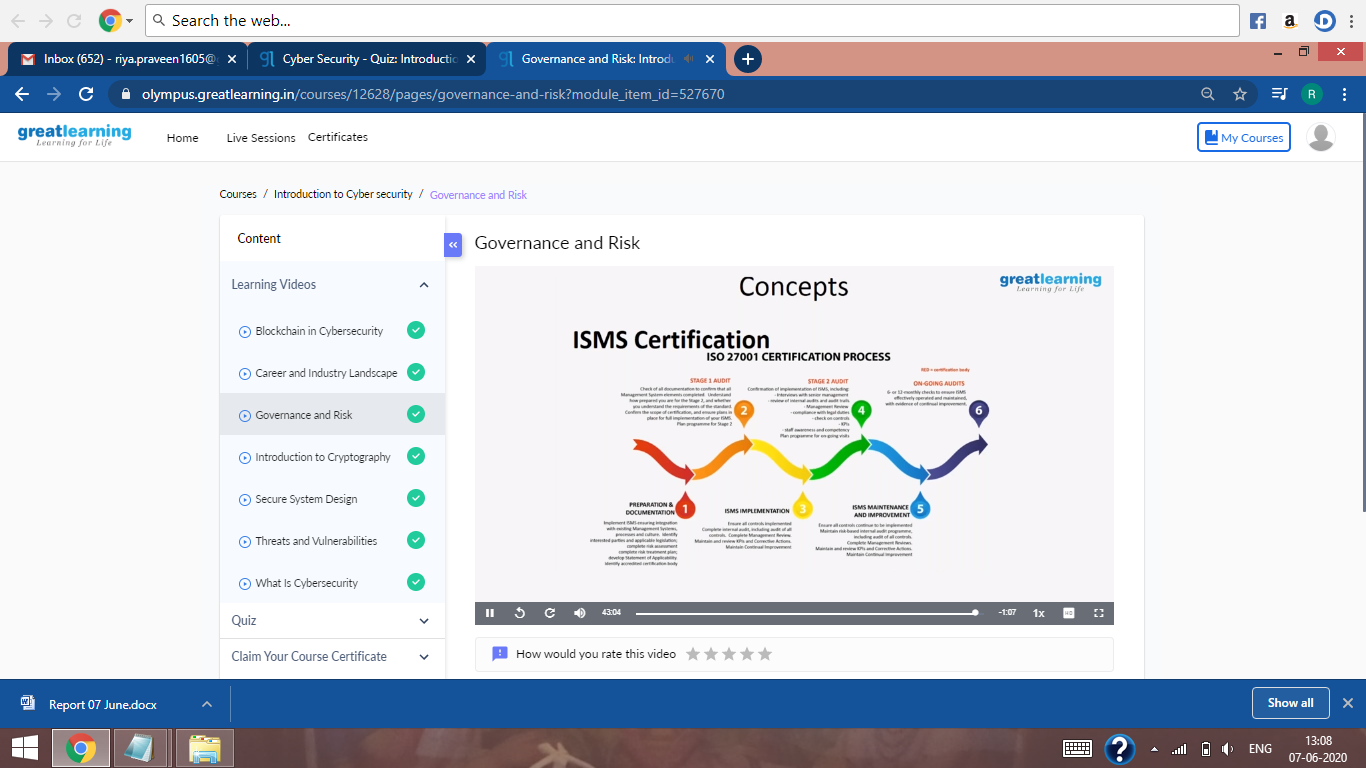 Search the web...
Inbox (652) - riya.praveen1605@
Cyber Security - Quiz: Introductio
Governance and Risk: Introdu
olympus.greatlearning.in/courses/12628/pages/governance-and-risk?module_item_id=527670
R
greatlearning
Learning for Life
Home
Live Sessions
Certificates
My Courses
Courses / Introduction to Cyber security / Governance and Risk
Content
Learning Videos
Blockchain in Cybersecurity
Career and Industry Landscape
Governance and Risk
Introduction to Cryptography
Secure System Design
Threats and Vulnerabilities
What Is Cybersecurity
Quiz
Claim Your Course Certificate
Governance and Risk
Concepts
greatlearning
Learning for Life
ISMS Certification
ISO 27001 CERTIFICATION PROCESS
RED = certification body
STAGE 1 AUDIT
Check of all documentation to confirm that all
Management System elements completed. Understand
how prepared you are for the Stage 2, and whether
you understand the requirements of the standard.
Confirm the scope of certification, and ensure plans in
place for full implementation of your ISMS.
Plan programme for Stage 2
2
STAGE 2 AUDIT
Confirmation of implementation of ISMS, including:
- Interviews with senior management
- review of internal audits and audit trails
- Management Review
- compliance with legal duties
- check on controls
- KPIs
- staff awareness and competency
Plan programme for on-going visits
4
ON-GOING AUDITS
6- or 12-monthly checks to ensure ISMS
effectively operated and maintained,
with evidence of continual improvement.
6
PREPARATION &
DOCUMENTATION
1
Implement ISMS ensuring integration
with existing Management Systems,
processes and culture. Identify
interested parties and applicable legislation;
complete risk assessment
complete risk treatment plan;
develop Statement of Applicability,
identify accredited certification body
ISMS IMPLEMENTATION
3
Ensure all controls implemented
Complete internal audit, including audit of all
controls. Complete Management Review.
Maintain and review KPIs and Corrective Actions.
Maintain Continual Improvement
ISMS MAINTENANCE
AND IMPROVEMENT
5
Ensure all controls continue to be implemented
Maintain risk-based internal audit programme,
including audit of all controls.
Complete Management Reviews.
Maintain and review KPIs and Corrective Actions,
Maintain Continual Improvement
43:04
-1:07
1x
HD
How would you rate this video
Report 07 June.docx
Show all
ENG
13:08
07-06-2020